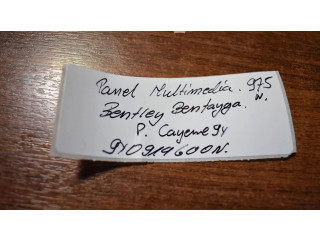 Panel Multimedia. 975
W.
Bentley Bentayga.
P. Cayenne 9Y
9Y0919600N.